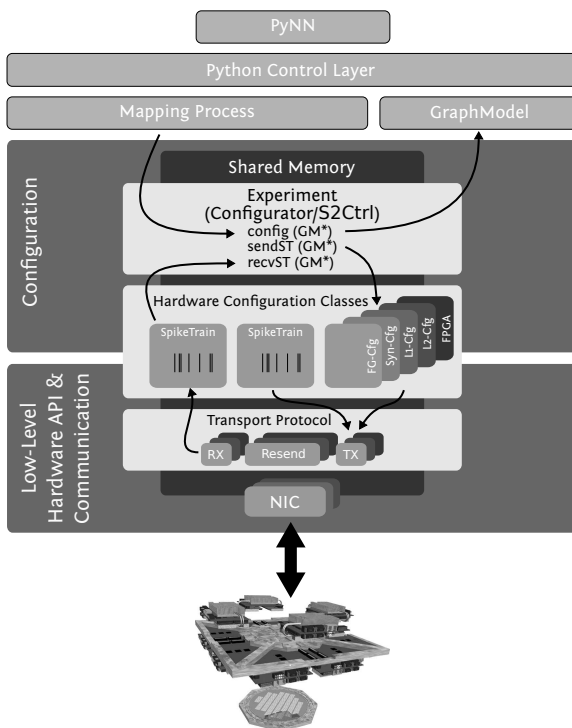 PyNN
Python Control Layer
Mapping Process
GraphModel
Configuration
Shared Memory
Experiment
(Configurator/S2Ctrl)
config (GM*)
sendST (GM*)
recvST (GM*)
Hardware Configuration Classes
SpikeTrain
SpikeTrain
FG-Cfg
Syn-Cfg
L1-Cfg
L2-Cfg
FPGA
Low-Level
Hardware API &
Communication
Transport Protocol
RX
Resend
TX
NIC